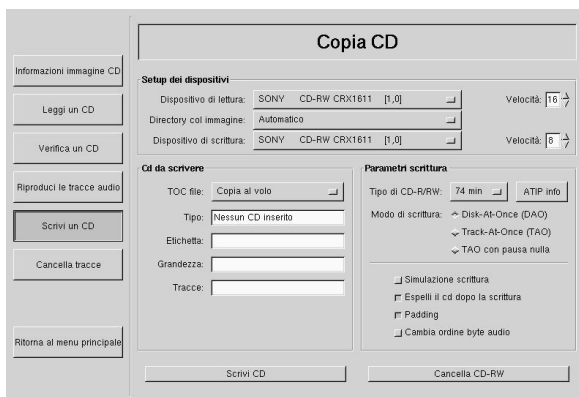 Copia CD
Informazioni immagine CD
Leggi un CD
Verifica un CD
Riproduci le tracce audio
Scrivi un CD
Cancella tracce
Ritorna al menu principale
Setup dei dispositivi
Dispositivo di lettura: SONY CD-RW CRX1611 [1,0] Velocità: 16
Directory col immagine: Automatico
Dispositivo di scrittura: SONY CD-RW CRX1611 [1,0] Velocità: 8
Cd da scrivere
TOC file: Copia al volo
Tipo: Nessun CD inserito
Etichetta:
Grandezza:
Tracce:
Parametri scrittura
Tipo di CD-R/RW: 74 min ATIP info
Modo di scrittura: Disk-At-Once (DAO)
Track-At-Once (TAO)
TAO con pausa nulla
Simulazione scrittura
Espelli il cd dopo la scrittura
Padding
Cambia ordine byte audio
Scrivi CD
Cancella CD-RW